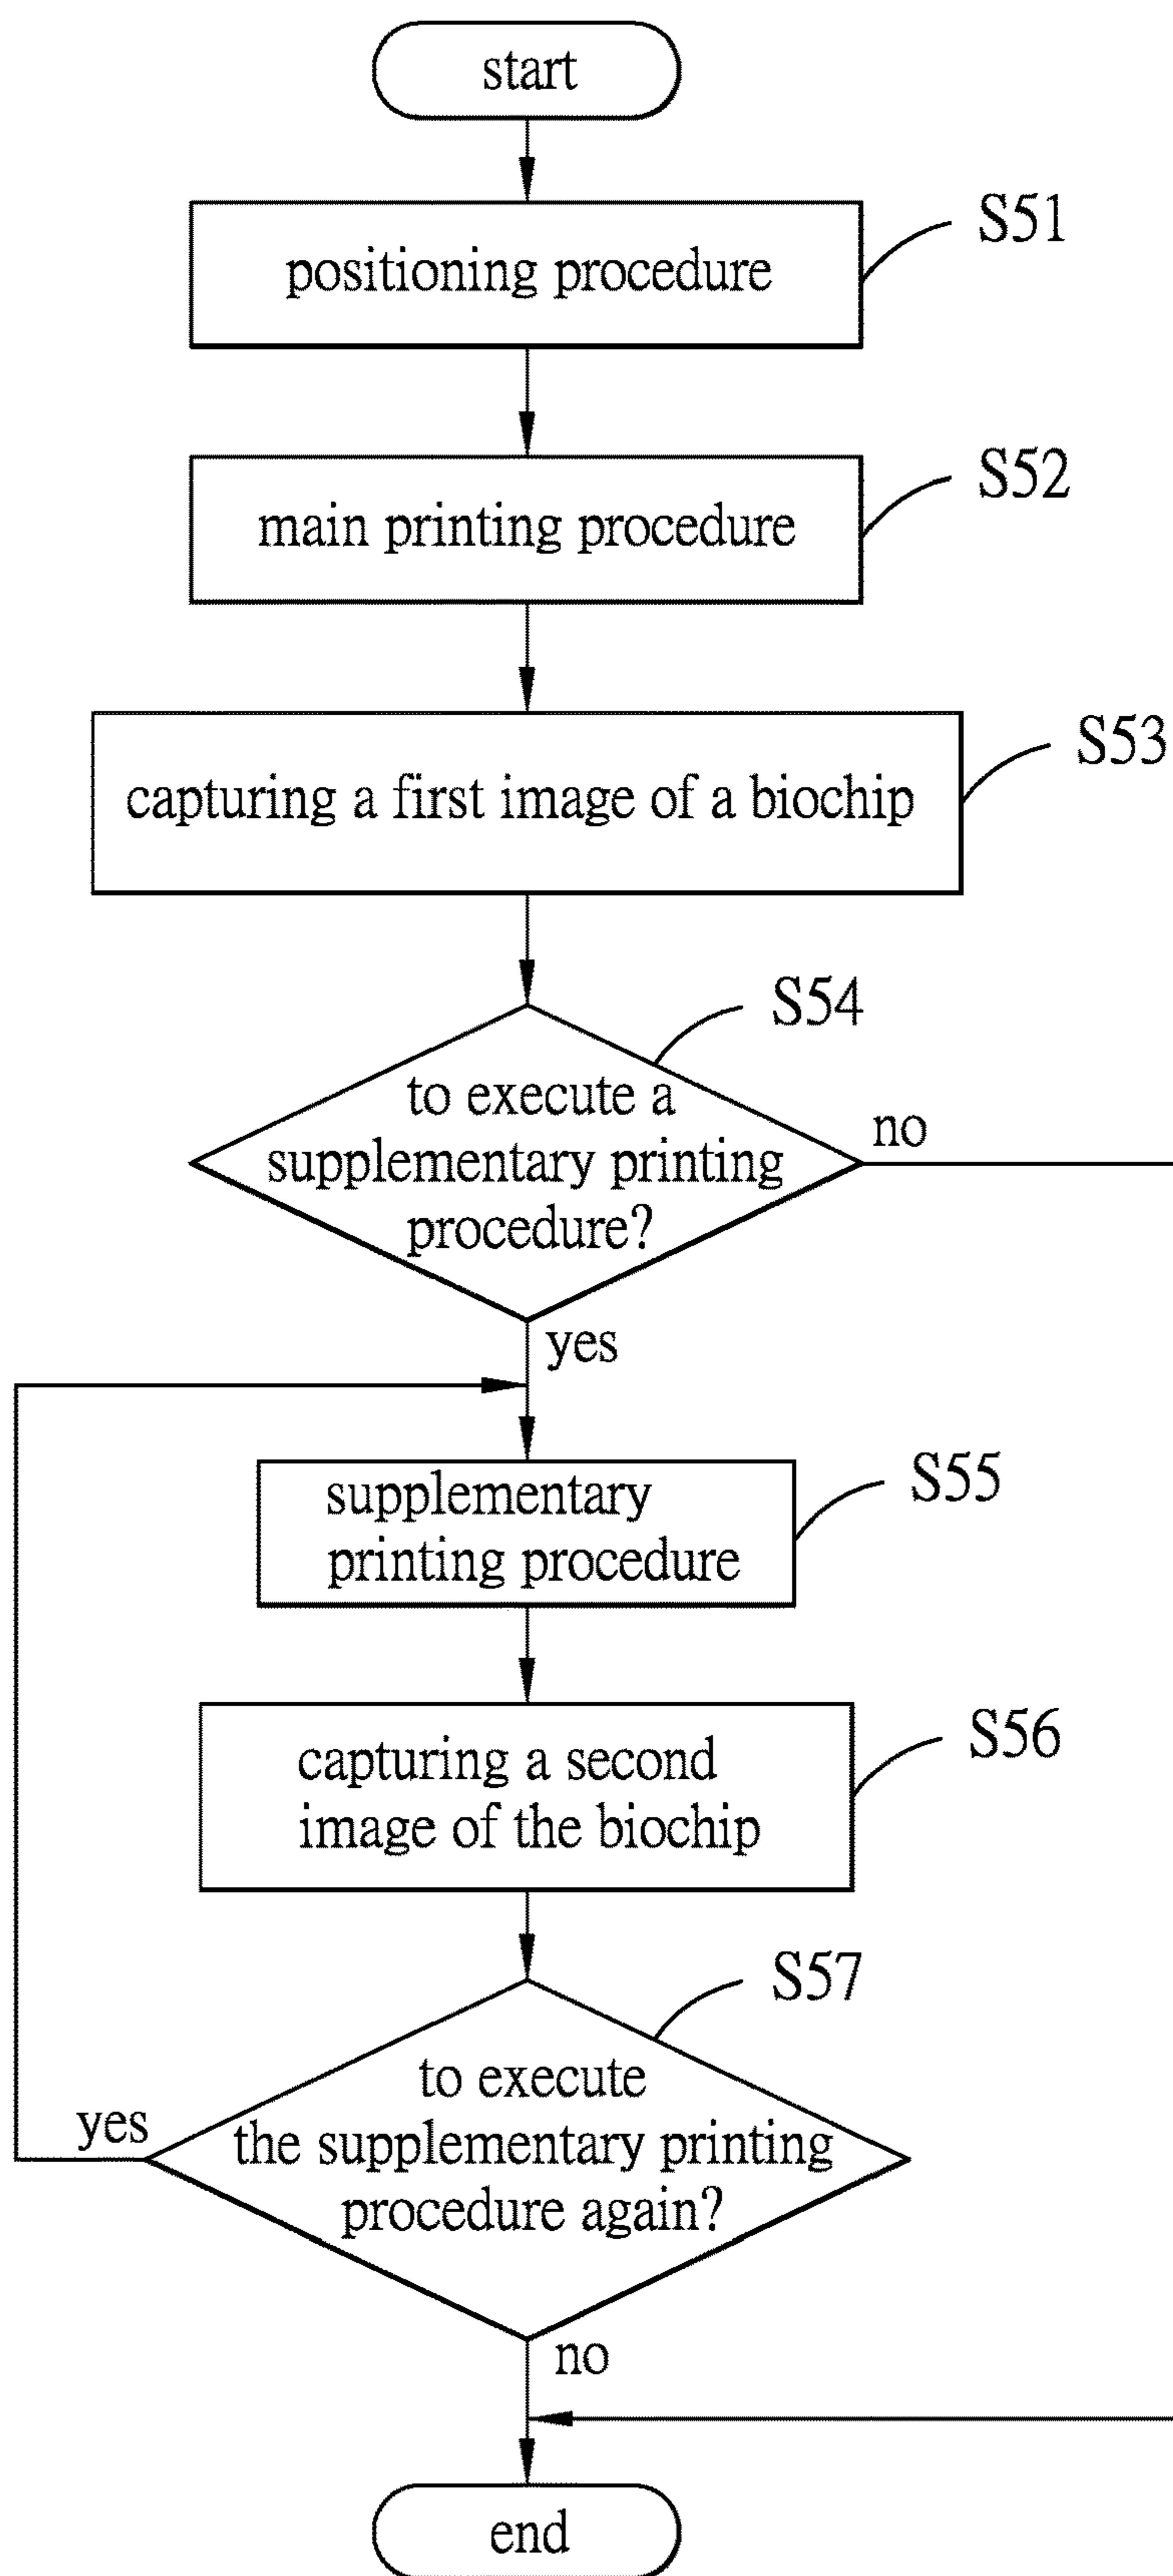 start
positioning procedure
S51
main printing procedure
S52
capturing a first image of a biochip
S53
S54
to execute a
supplementary printing
procedure?
no
yes
supplementary
printing procedure
S55
capturing a second
image of the biochip
S56
S57
to execute
the supplementary printing
procedure again?
yes
no
end